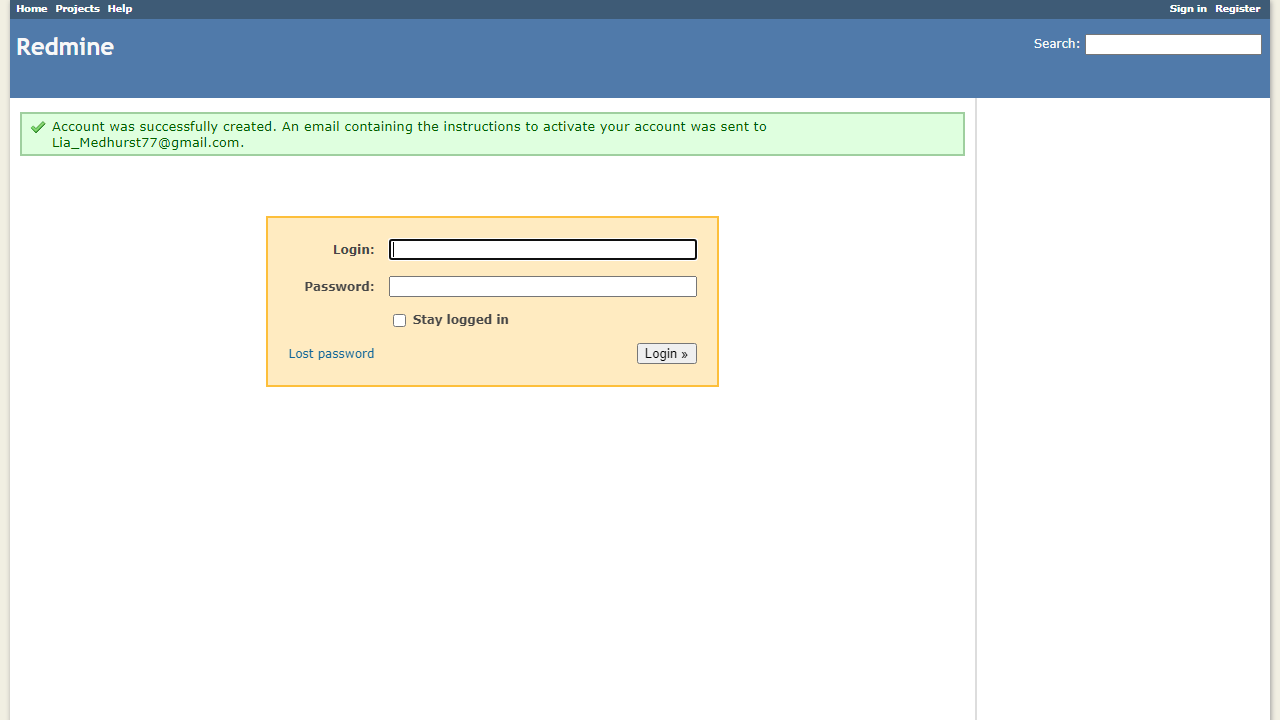 Home Projects Help
Sign in Register
Redmine
Search:
Account was successfully created. An email containing the instructions to activate your account was sent to
Lia_Medhurst77@gmail.com.
Login:
Password:
Stay logged in
Lost password
Login »